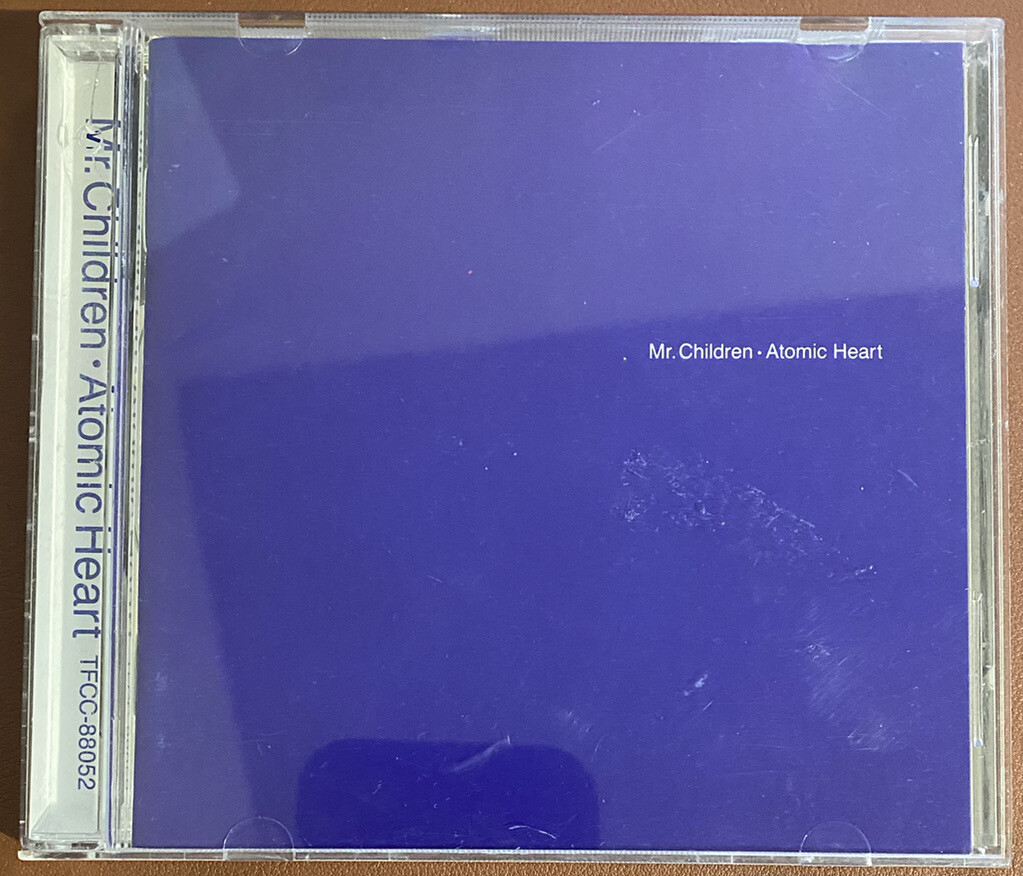 Mr. Children • Atomic Heart TFCC-88052
Mr. Children • Atomic Heart